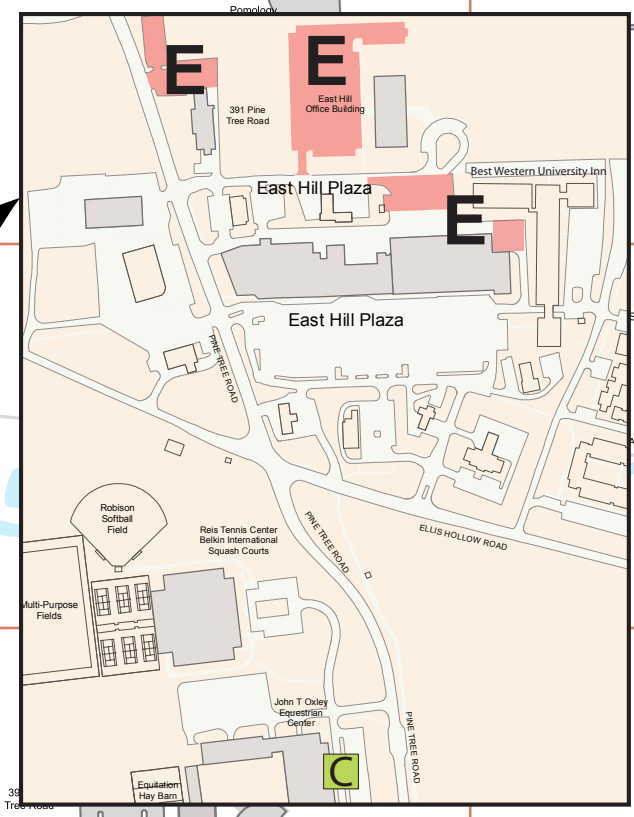 Pomology
E
E
391 Pine
Tree Road
East Hill
Office Building
East Hill Plaza
Best Western University Inn
E
East Hill Plaza
PINE TREE ROAD
Robison
Softball
Field
Reis Tennis Center
Belkin International
Squash Courts
PINE TREE ROAD
ELLIS HOLLOW ROAD
Multi-Purpose
Fields
John T Oxley
Equestrian
Center
PINE TREE ROAD
C
Equitation
Hay Barn
39
Tree Road